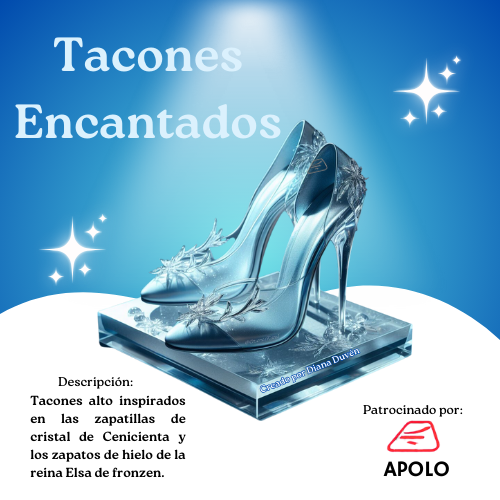 Tacones
Encantados
Creado por Diana Duvén
Descripción:
Tacones alto inspirados
en las zapatillas de
cristal de Cenicienta y
los zapatos de hielo de la
reina Elsa de fronzen.
Patrocinado por:
APOLO